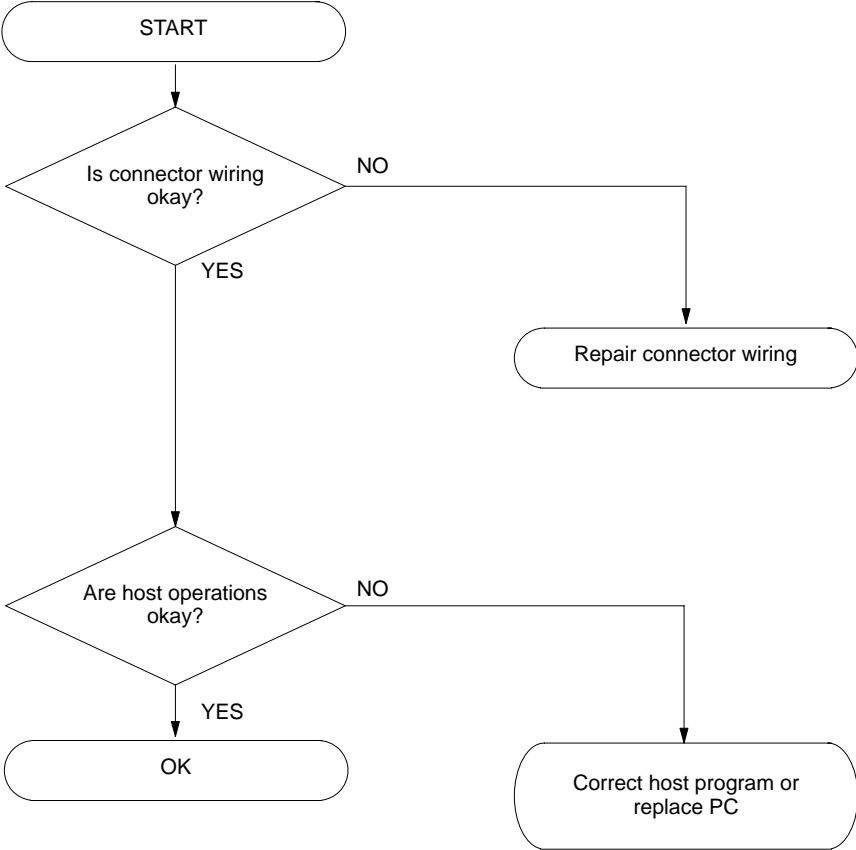 START
Is connector wiring
okay?
NO
YES
Repair connector wiring
Are host operations
okay?
NO
YES
OK
Correct host program or
replace PC